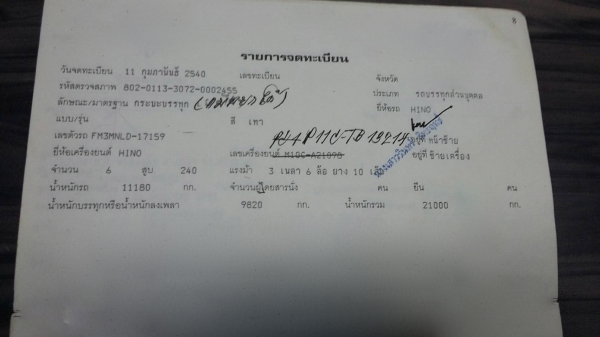 รายการจดทะเบียน
วันจดทะเบียน 11 กุมภาพันธ์ 2540 เลขทะเบียน จังหวัด
รหัสตรวจสภาพ 802-0113-3072-0002655 ประเภท รถบรรทุกส่วนบุคคล
ลักษณะ/มาตรฐาน กระบะบรรทุก ยี่ห้อรถ HINO
แบบ/รุ่น สี เทา
เลขตัวรถ FM3MNLD-17159 P11C-TB 13214 อยู่ที่ หน้าซ้าย
ยี่ห้อเครื่องยนต์ HINO เลขเครื่องยนต์ M10C-A21098 อยู่ที่ ซ้ายเครื่อง
จำนวน 6 สูบ 240 แรงม้า 3 เพลา 6 ล้อ ยาง 10 เส้น
น้ำหนักรถ 11180 กก. จำนวนผู้โดยสารนั่ง คน ยืน คน
น้ำหนักบรรทุกหรือน้ำหนักลงเพลา 9820 กก. น้ำหนักรวม 21000 กก.